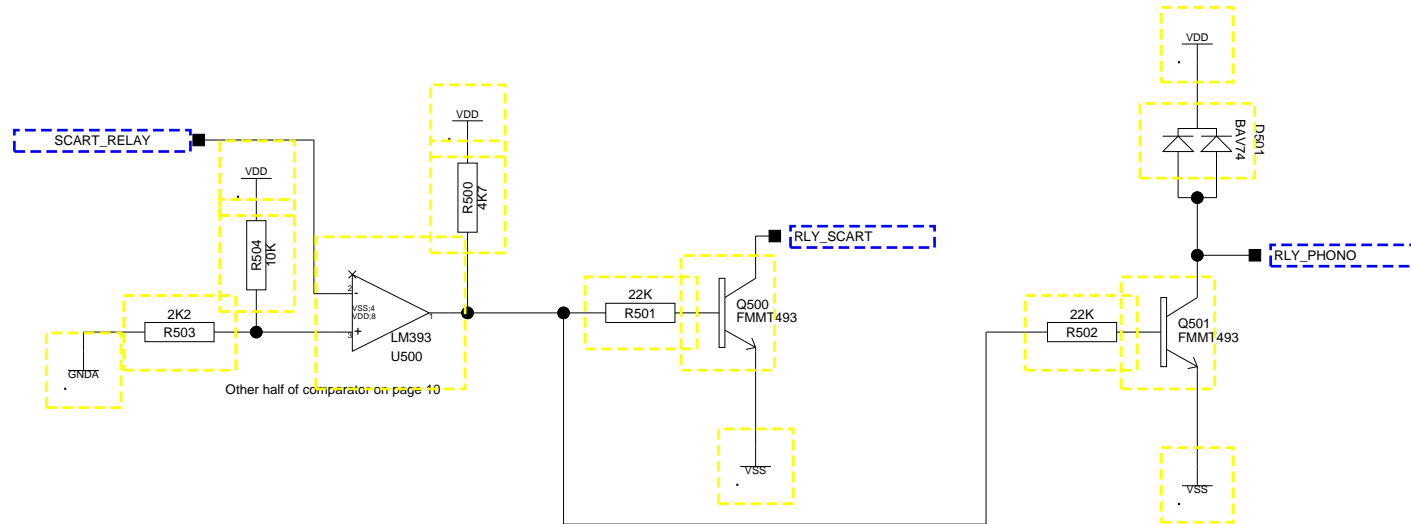 VDD
D501
BAV74
VDD
SCART_RELAY
VDD
R500
4K7
R504
10K
RLY_SCART
RLY_PHONO
2
-
VSS;4
VDD;8
+
3
1
LM393
U500
2K2
R503
GNDA
22K
R501
Q500
FMMT493
22K
R502
Q501
FMMT493
Other half of comparator on page 10
VSS
VSS